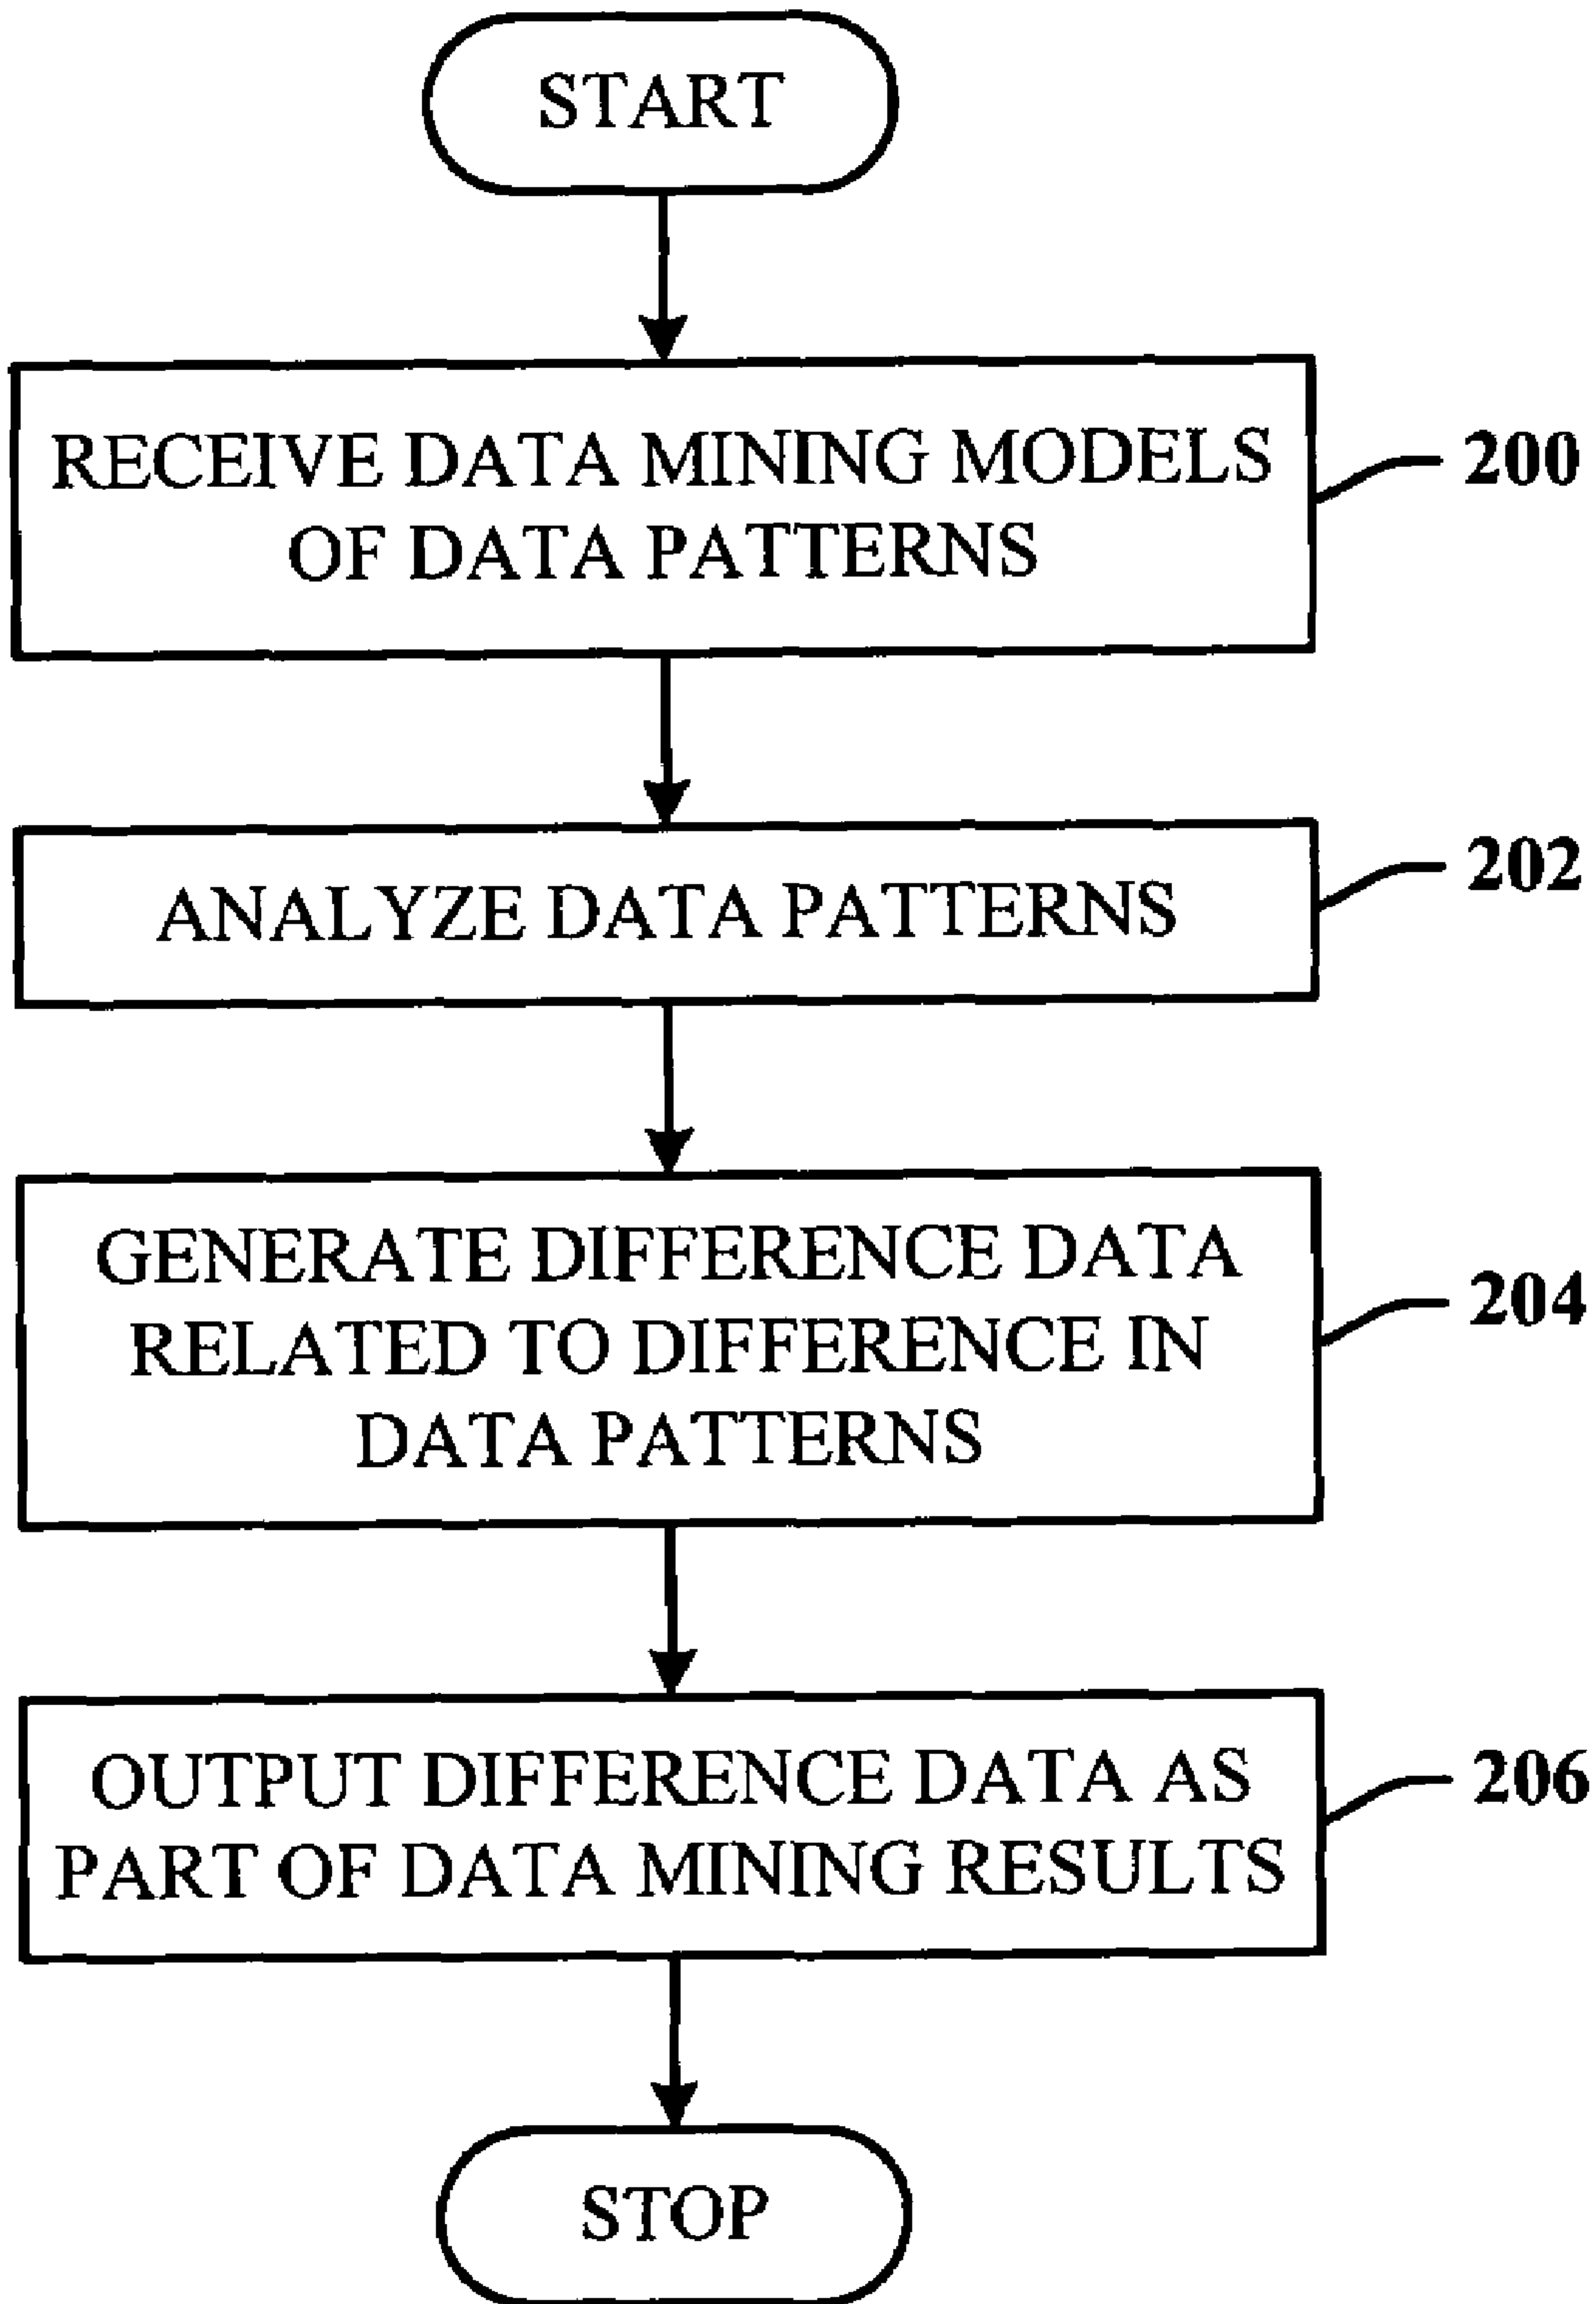 START
RECEIVE DATA MINING MODELS
OF DATA PATTERNS
200
ANALYZE DATA PATTERNS
202
GENERATE DIFFERENCE DATA
RELATED TO DIFFERENCE IN
DATA PATTERNS
204
OUTPUT DIFFERENCE DATA AS
PART OF DATA MINING RESULTS
206
STOP